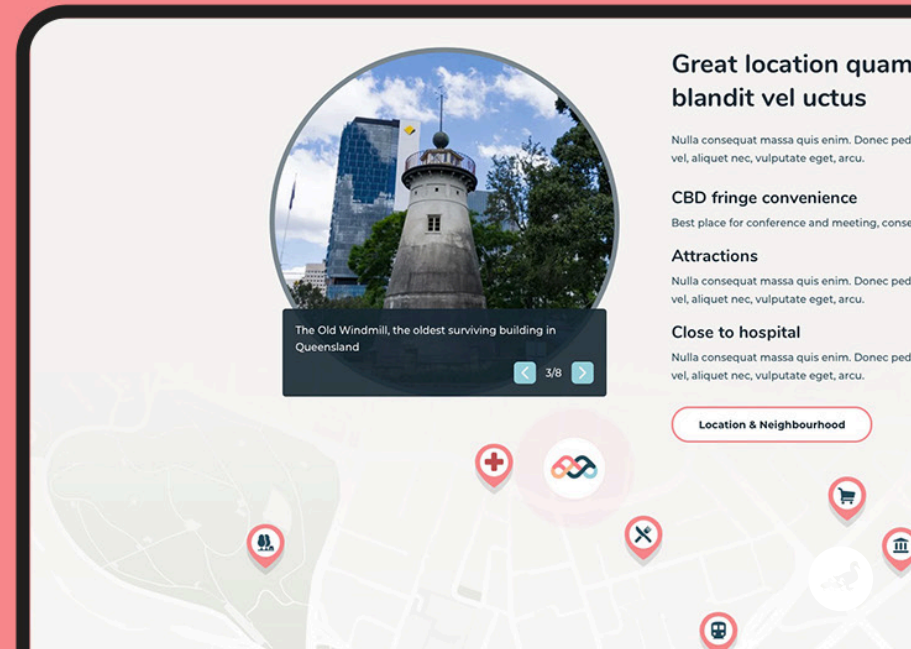 Great location quam
blandit vel uctus
Nulla consequat massa quis enim. Donec ped
vel, aliquet nec, vulputate eget, arcu.
CBD fringe convenience
Best place for conference and meeting, conse
Attractions
Nulla consequat massa quis enim. Donec ped
vel, aliquet nec, vulputate eget, arcu.
Close to hospital
Nulla consequat massa quis enim. Donec ped
vel, aliquet nec, vulputate eget, arcu.
Location & Neighbourhood
The Old Windmill, the oldest surviving building in
Queensland
3/8